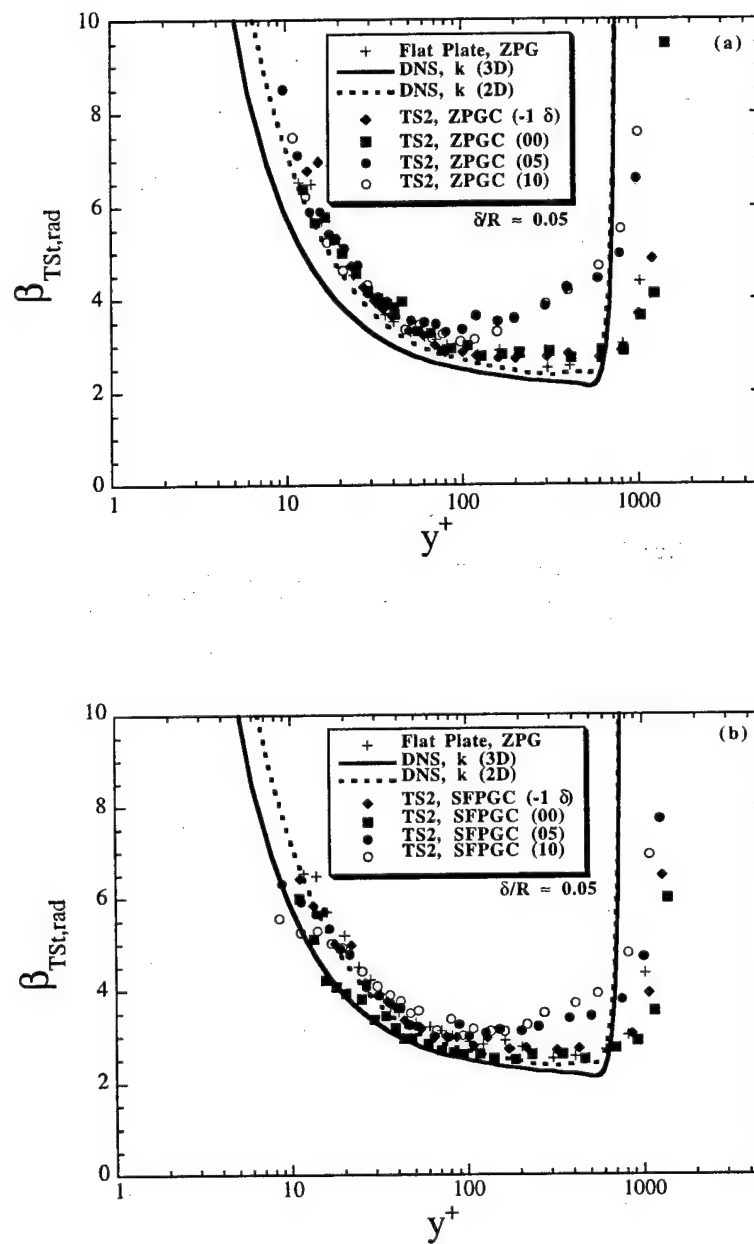 10
8
6
4
2
0
β_TSt,rad
(a)
+ Flat Plate, ZPG
DNS, k (3D)
DNS, k (2D)
◆ TS2, ZPGC (-1 δ)
■ TS2, ZPGC (00)
● TS2, ZPGC (05)
○ TS2, ZPGC (10)
δ/R ≈ 0.05
1 10 100 1000
y+
10
8
6
4
2
0
β_TSt,rad
(b)
+ Flat Plate, ZPG
DNS, k (3D)
DNS, k (2D)
◆ TS2, SFPGC (-1 δ)
■ TS2, SFPGC (00)
● TS2, SFPGC (05)
○ TS2, SFPGC (10)
δ/R ≈ 0.05
1 10 100 1000
y+